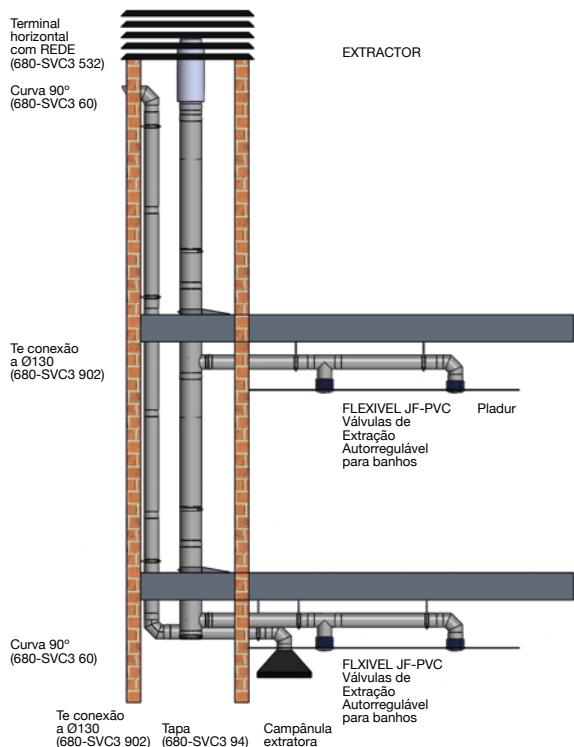 Terminal
horizontal
com REDE
(680-SVC3 532)
EXTRACTOR
Curva 90º
(680-SVC3 60)
Te conexão
a Ø130
(680-SVC3 902)
FLEXIVEL JF-PVC
Válvulas de
Extração
Autorregulável
para banhos
Pladur
Curva 90º
(680-SVC3 60)
FLXIVEL JF-PVC
Válvulas de
Extração
Autorregulável
para banhos
Te conexão
a Ø130
(680-SVC3 902)
Tapa
(680-SVC3 94)
Campânula
extratora